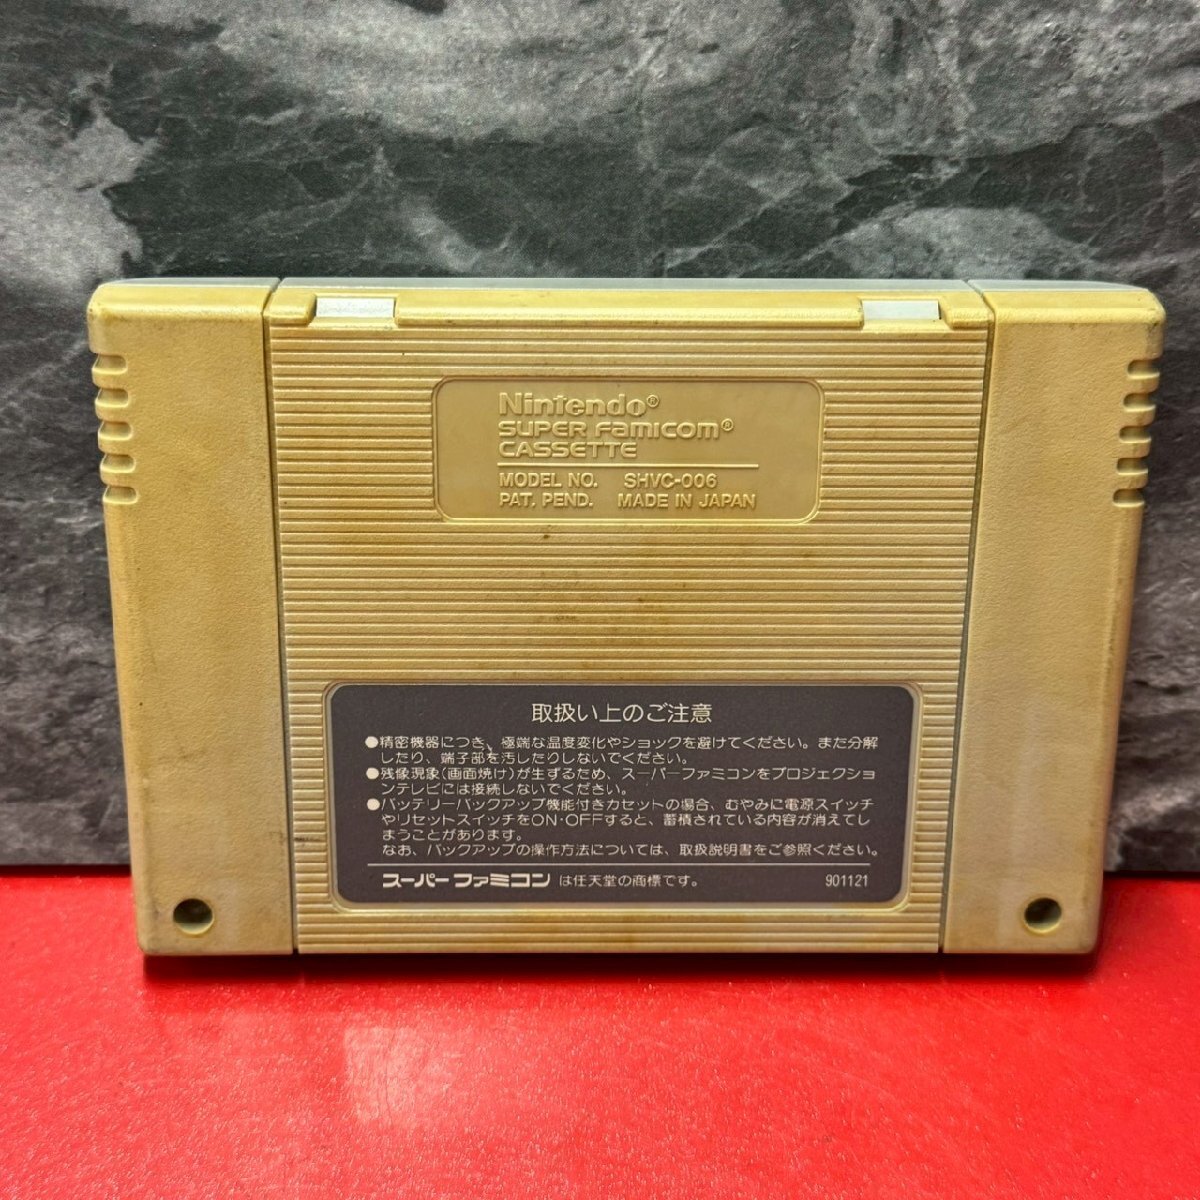 Nintendo®
SUPER FAMICOM®
CASSETTE
MODEL NO. SHVC-006
PAT. PEND. MADE IN JAPAN
取扱い上のご注意
●精密機器につき、極端な温度変化やショックを避けてください。また分解
したり、端子部を汚したりしないでください。
●残像現象(画面焼け)が生ずるため、スーパーファミコンをプロジェクショ
ンテレビには接続しないでください。
●バッテリーバックアップ機能付きカセットの場合、むやみに電源スイッチ
やリセットスイッチをON・OFFすると、蓄積されている内容が消えてし
まうことがあります。
なお、バックアップの操作方法については、取扱説明書をご参照ください。
スーパーファミコン は任天堂の商標です。 901121